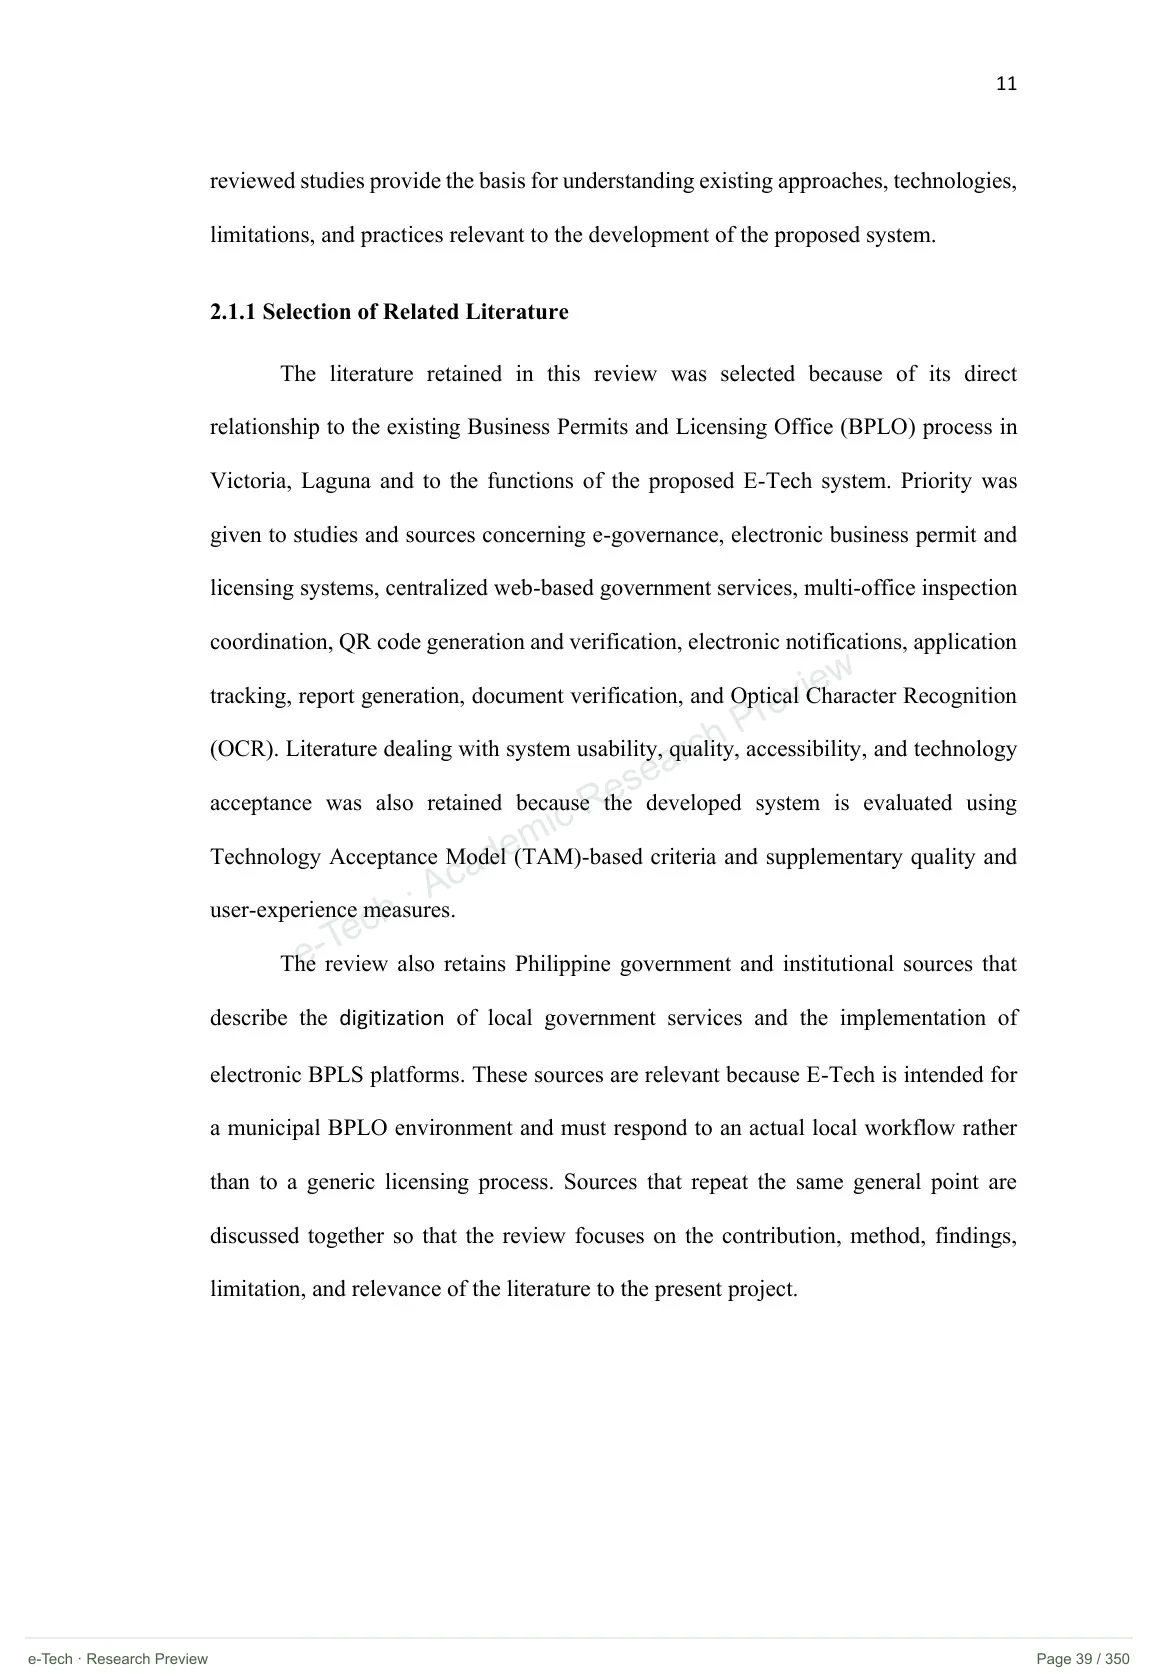 11
reviewed studies provide the basis for understanding existing approaches, technologies,
limitations, and practices relevant to the development of the proposed system.
2.1.1 Selection of Related Literature
The literature retained in this review was selected because of its direct
relationship to the existing Business Permits and Licensing Office (BPLO) process in
Victoria, Laguna and to the functions of the proposed E-Tech system. Priority was
given to studies and sources concerning e-governance, electronic business permit and
licensing systems, centralized web-based government services, multi-office inspection
coordination, QR code generation and verification, electronic notifications, application
tracking, report generation, document verification, and Optical Character Recognition
(OCR). Literature dealing with system usability, quality, accessibility, and technology
acceptance was also retained because the developed system is evaluated using
Technology Acceptance Model (TAM)-based criteria and supplementary quality and
user-experience measures.
The review also retains Philippine government and institutional sources that
describe the digitization of local government services and the implementation of
electronic BPLS platforms. These sources are relevant because E-Tech is intended for
a municipal BPLO environment and must respond to an actual local workflow rather
than to a generic licensing process. Sources that repeat the same general point are
discussed together so that the review focuses on the contribution, method, findings,
limitation, and relevance of the literature to the present project.
e-Tech · Academic Research Preview
e-Tech · Research Preview
Page 39 / 350